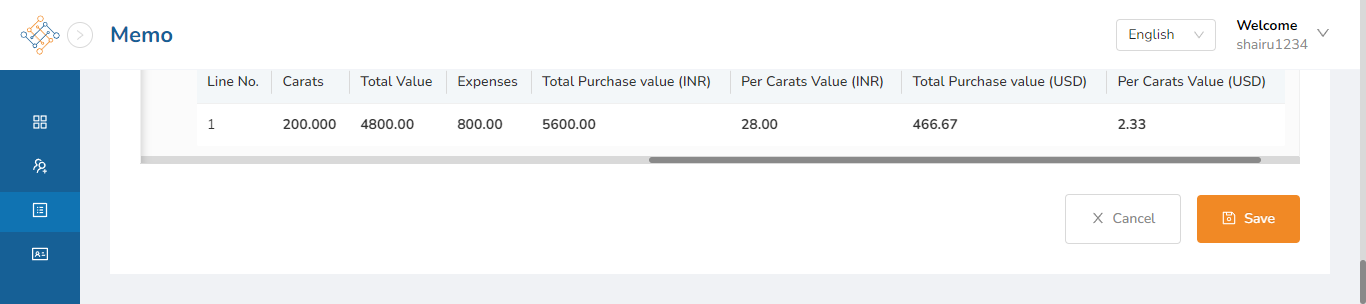 Memo
English
Welcome
shairu1234
Line No. Carats Total Value Expenses Total Purchase value (INR) Per Carats Value (INR) Total Purchase value (USD) Per Carats Value (USD)
1 200.000 4800.00 800.00 5600.00 28.00 466.67 2.33
Cancel Save